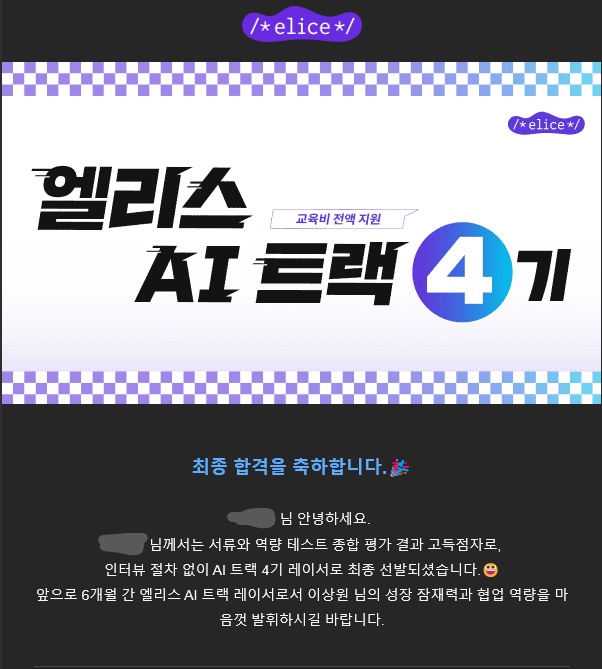 /*elice*/
/*elice*/
엘리스
교육비 전액 지원
AI 트랙 4기
최종 합격을 축하합니다.🎉
님 안녕하세요.
님께서는 서류와 역량 테스트 종합 평가 결과 고득점자로,
인터뷰 절차 없이 AI 트랙 4기 레이서로 최종 선발되셨습니다.😀
앞으로 6개월 간 엘리스 AI 트랙 레이서로서 이상원 님의 성장 잠재력과 협업 역량을 마
음껏 발휘하시길 바랍니다.